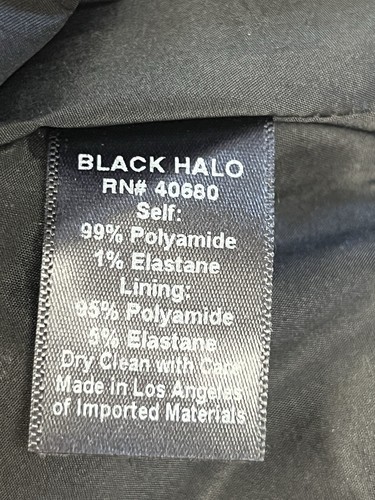 BLACK HALO
RN# 40680
Self:
99% Polyamide
1% Elastane
Lining:
95% Polyamide
5% Elastane
Dry Clean with Care
Made in Los Angeles
of Imported Materials